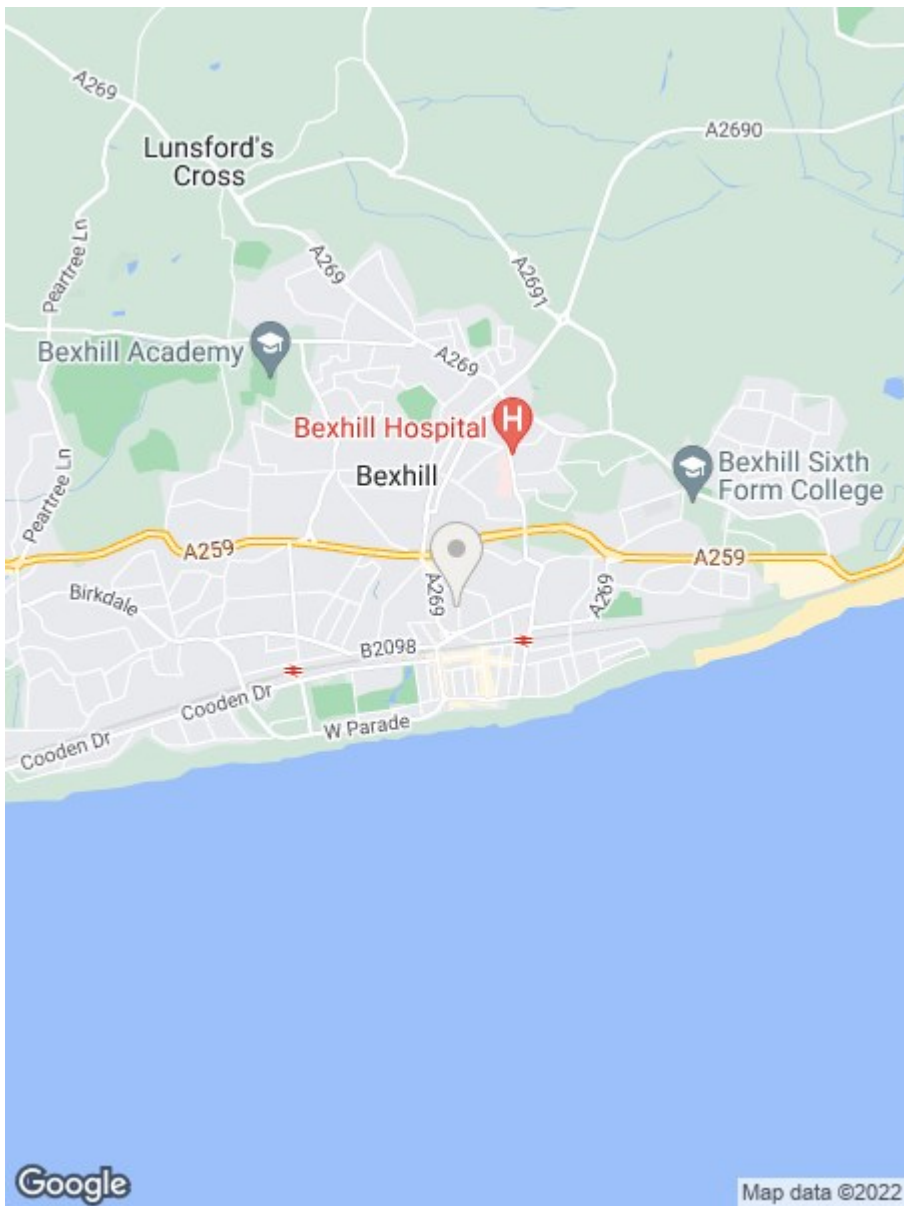 A269
A2690
Lunsford's
Cross
Peartree Ln
A269
A2691
Bexhill Academy
A269
Bexhill Hospital
H
Bexhill
Bexhill Sixth
Form College
Peartree Ln
A259
A259
Birkdale
A269
A269
B2098
Cooden Dr
W Parade
Cooden Dr
Google
Map data ©2022